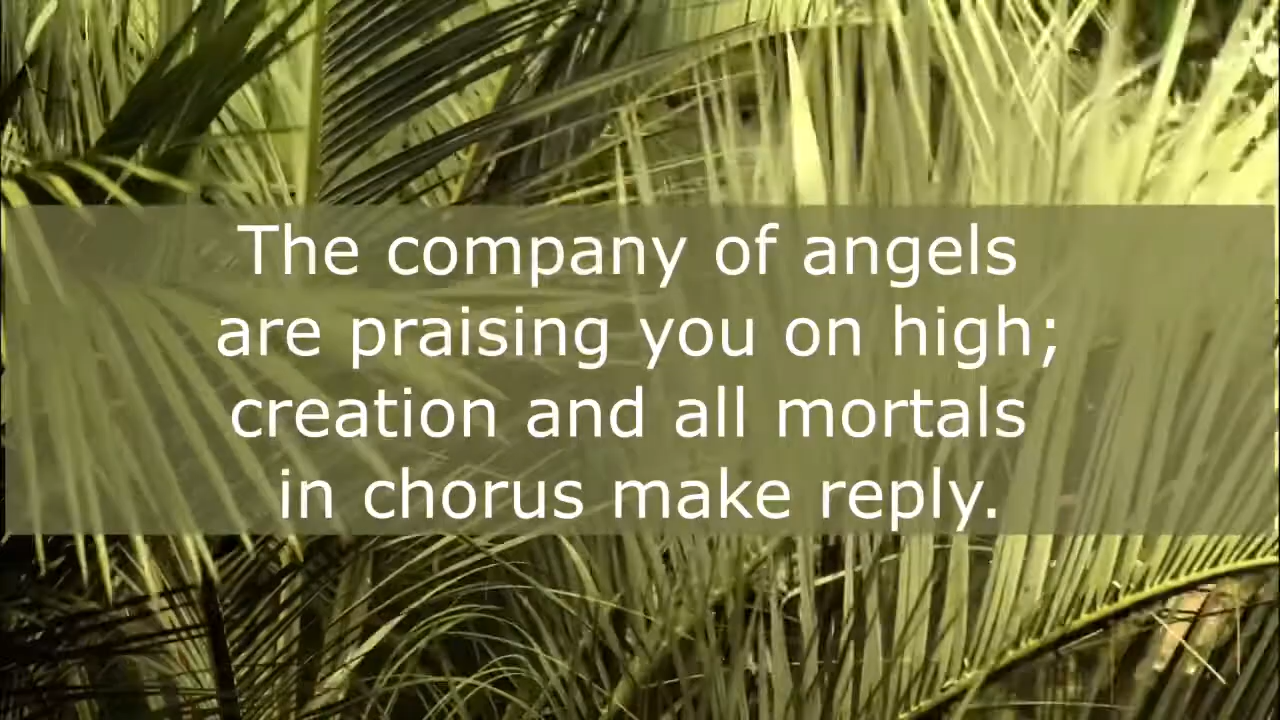 The company of angels
are praising you on high;
creation and all mortals
in chorus make reply.